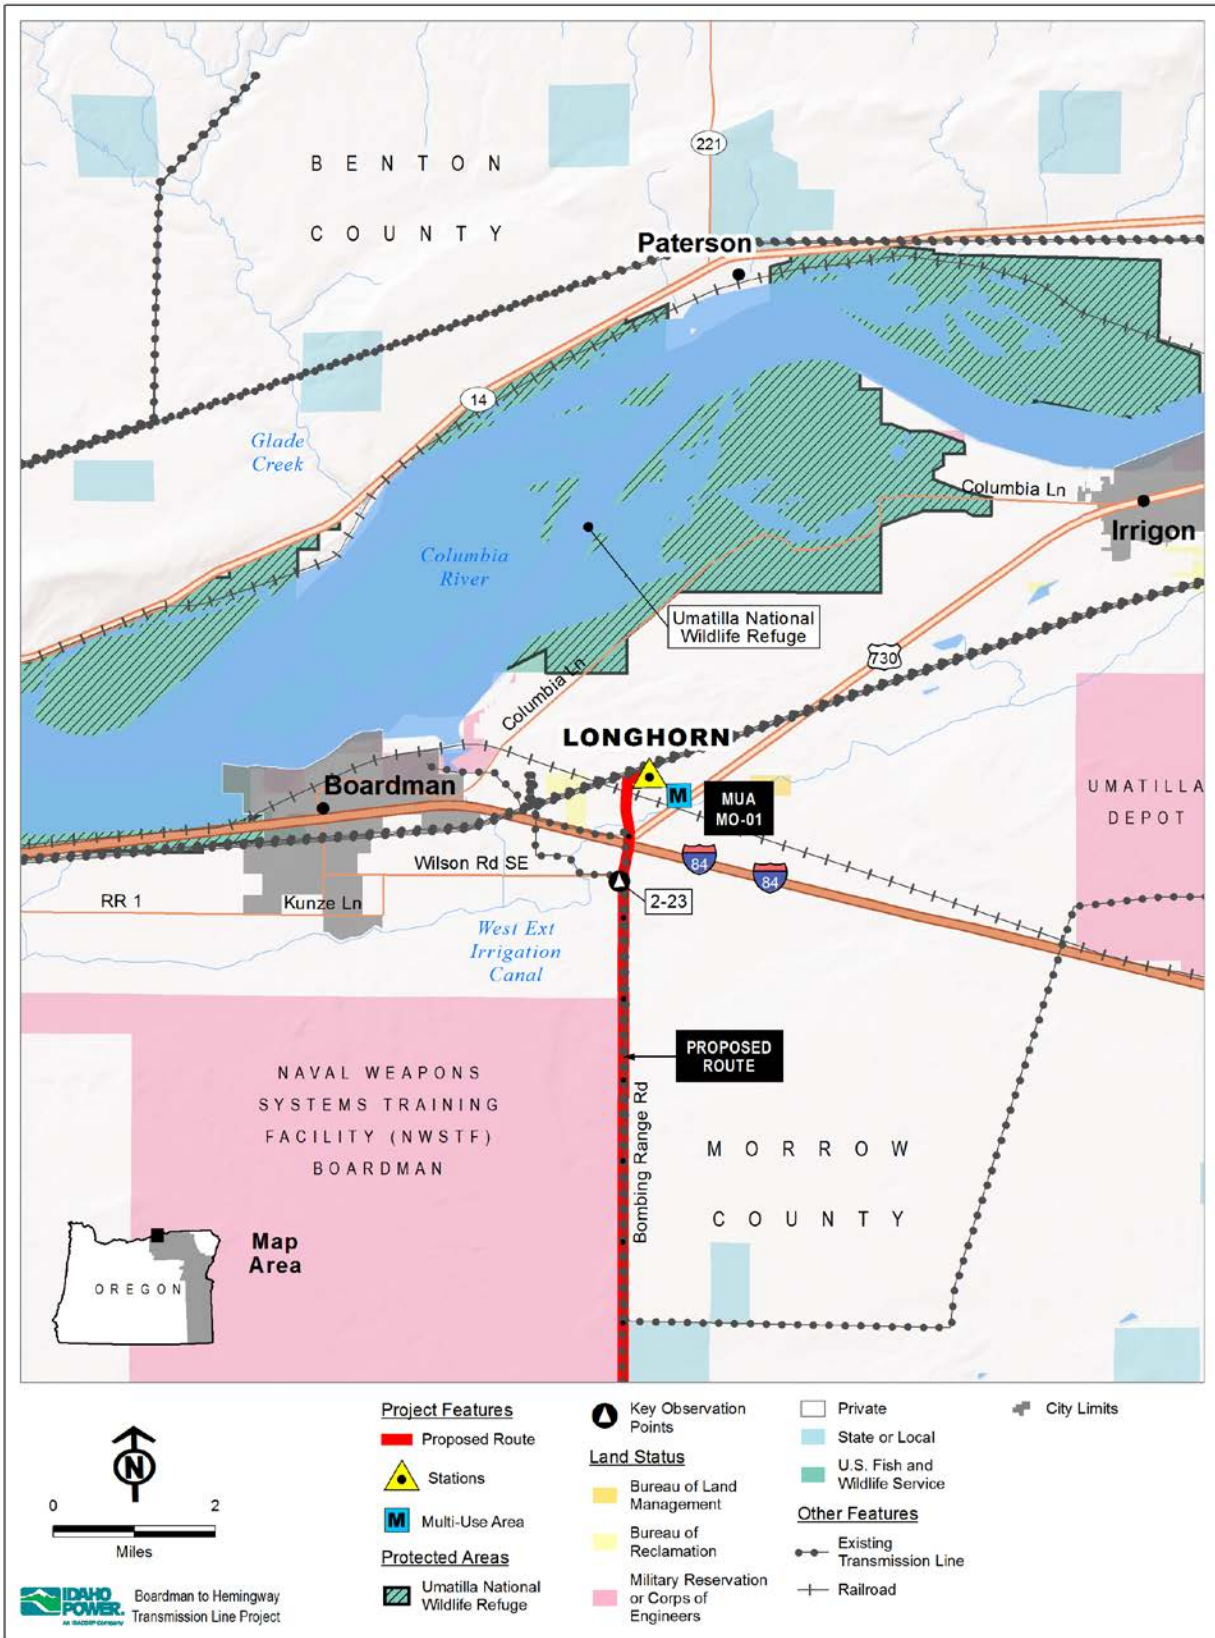 BENTON
COUNTY
221
Paterson
14
Glade
Creek
Columbia Ln
Irrigon
Columbia
River
Umatilla National
Wildlife Refuge
730
Columbia Ln
LONGHORN
Boardman
M
MUA
MO-01
UMATILLA
DEPOT
84
84
Wilson Rd SE
RR 1
Kunze Ln
2-23
West Ext
Irrigation
Canal
PROPOSED
ROUTE
NAVAL WEAPONS
SYSTEMS TRAINING
FACILITY (NWSTF)
BOARDMAN
Bombing Range Rd
MORROW
COUNTY
Map
Area
OREGON
N
0 2
Miles
IDAHO
POWER.
An IDACORP Company
Boardman to Hemingway
Transmission Line Project
Project Features
Proposed Route
Stations
M
Multi-Use Area
Protected Areas
Umatilla National
Wildlife Refuge
Key Observation
Points
Land Status
Bureau of Land
Management
Bureau of
Reclamation
Military Reservation
or Corps of
Engineers
Private
State or Local
U.S. Fish and
Wildlife Service
Other Features
Existing
Transmission Line
Railroad
City Limits